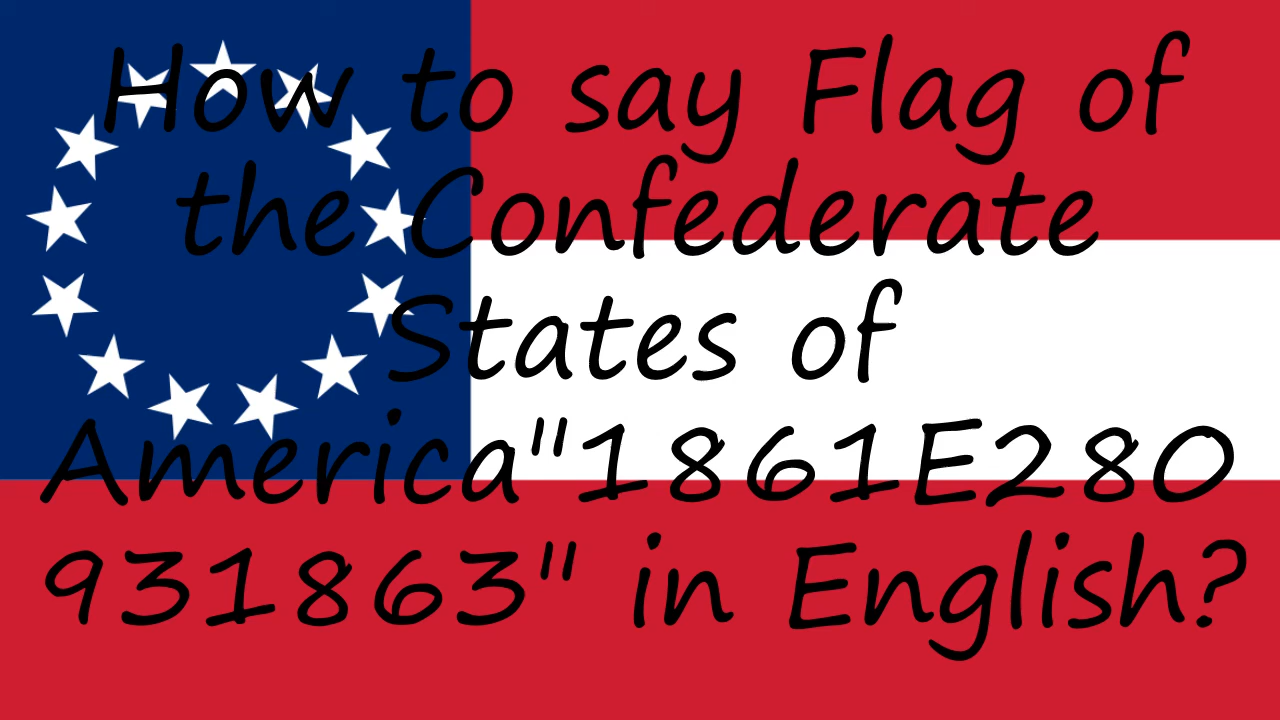 How to say Flag of
the Confederate
States of
America"1861E280
931863" in English?